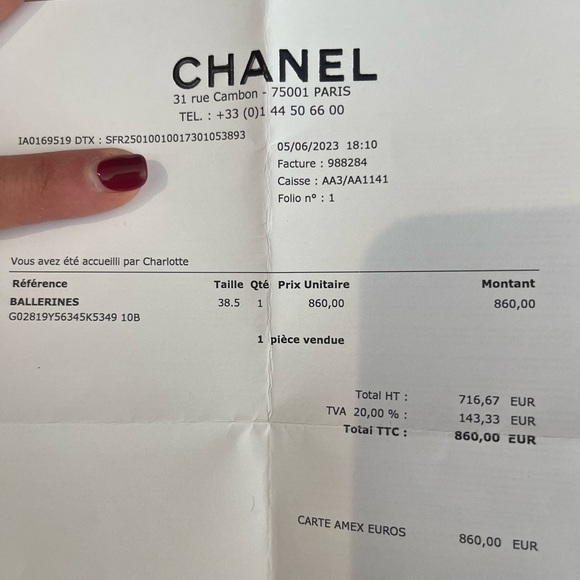 CHANEL
31 rue Cambon - 75001 PARIS
TEL. : +33 (0)1 44 50 66 00
IA0169519 DTX : SFR25010010017301053893
05/06/2023 18:10
Facture : 988284
Caisse : AA3/AA1141
Folio n° : 1
Vous avez été accueilli par Charlotte
Référence Taille Qté Prix Unitaire Montant
BALLERINES 38.5 1 860,00 860,00
G02819Y56345K5349 10B
1 pièce vendue
Total HT : 716,67 EUR
TVA 20,00 % : 143,33 EUR
Total TTC : 860,00 EUR
CARTE AMEX EUROS 860,00 EUR